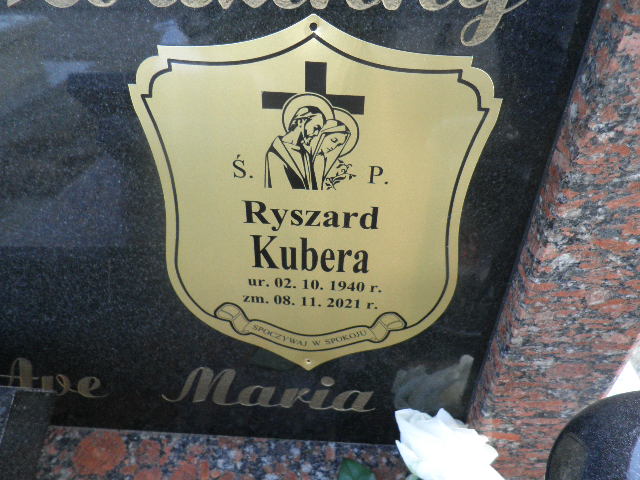 Ś. P.
Ryszard
Kubera
ur. 02. 10. 1940 r.
zm. 08. 11. 2021 r.
SPOCZYWAJ W SPOKOJU
Ave Maria